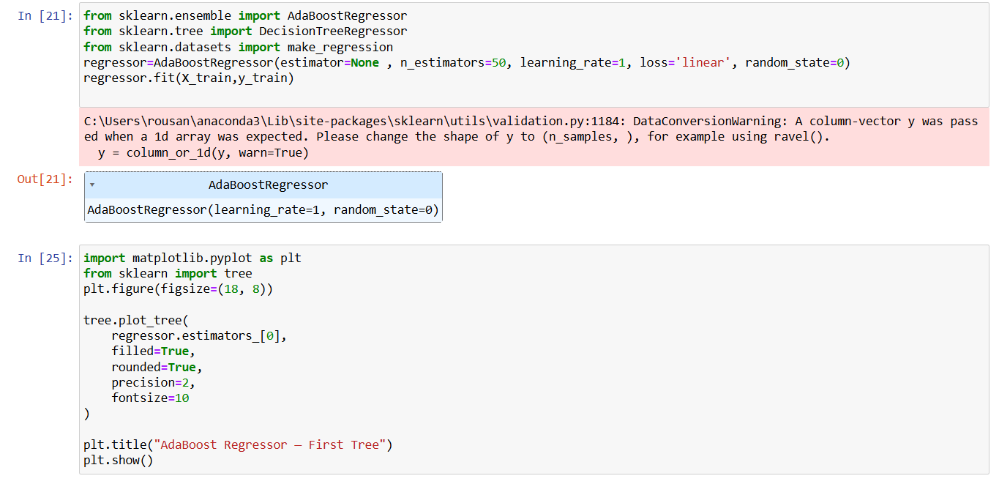 In [21]:
from sklearn.ensemble import AdaBoostRegressor
from sklearn.tree import DecisionTreeRegressor
from sklearn.datasets import make_regression
regressor=AdaBoostRegressor(estimator=None , n_estimators=50, learning_rate=1, loss='linear', random_state=0)
regressor.fit(X_train,y_train)
C:\Users\rousan\anaconda3\Lib\site-packages\sklearn\utils\validation.py:1184: DataConversionWarning: A column-vector y was pass
ed when a 1d array was expected. Please change the shape of y to (n_samples, ), for example using ravel().
  y = column_or_1d(y, warn=True)
Out[21]:
AdaBoostRegressor
AdaBoostRegressor(learning_rate=1, random_state=0)
In [25]:
import matplotlib.pyplot as plt
from sklearn import tree
plt.figure(figsize=(18, 8))
tree.plot_tree(
    regressor.estimators_[0],
    filled=True,
    rounded=True,
    precision=2,
    fontsize=10
)
plt.title("AdaBoost Regressor – First Tree")
plt.show()